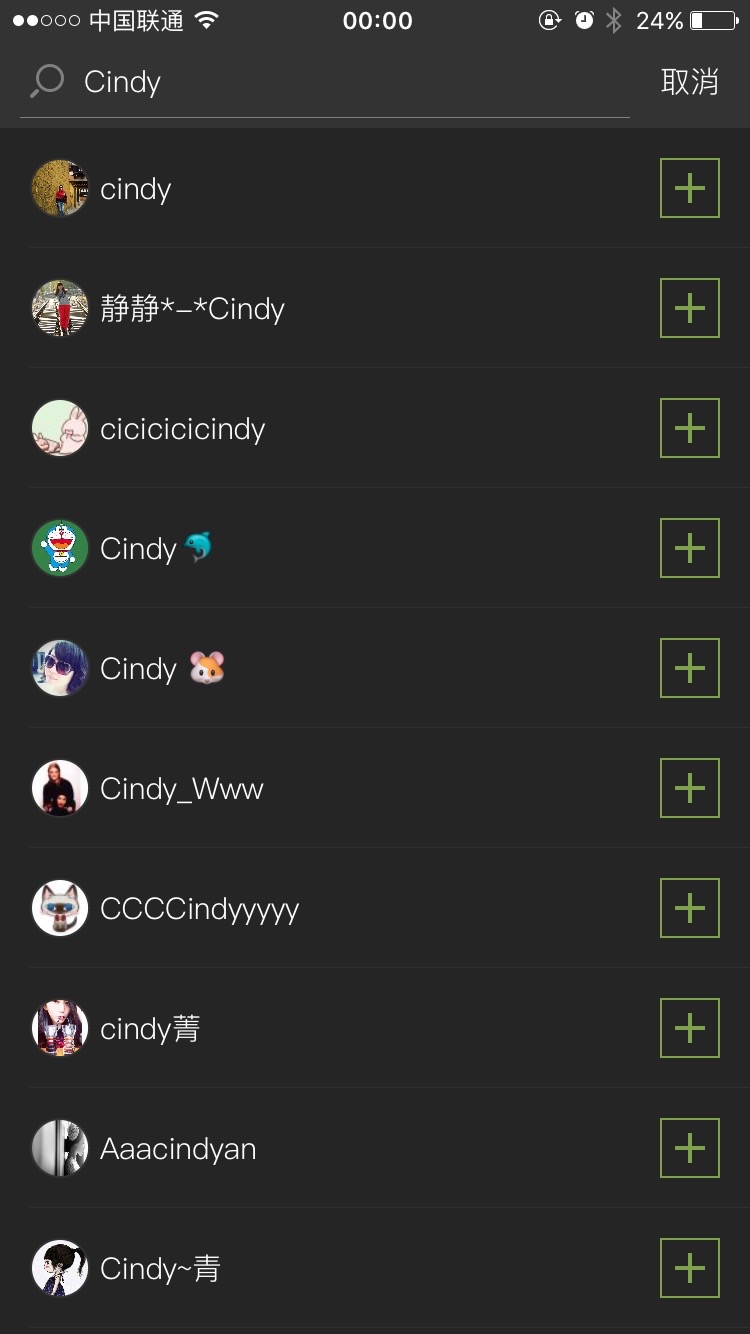 中国联通 00:00 24%
Cindy 取消
cindy
静静*–*Cindy
cicicicicindy
Cindy🐬
Cindy 🐹
Cindy_Www
CCCCindyyyyy
cindy菁
Aaacindyan
Cindy~青